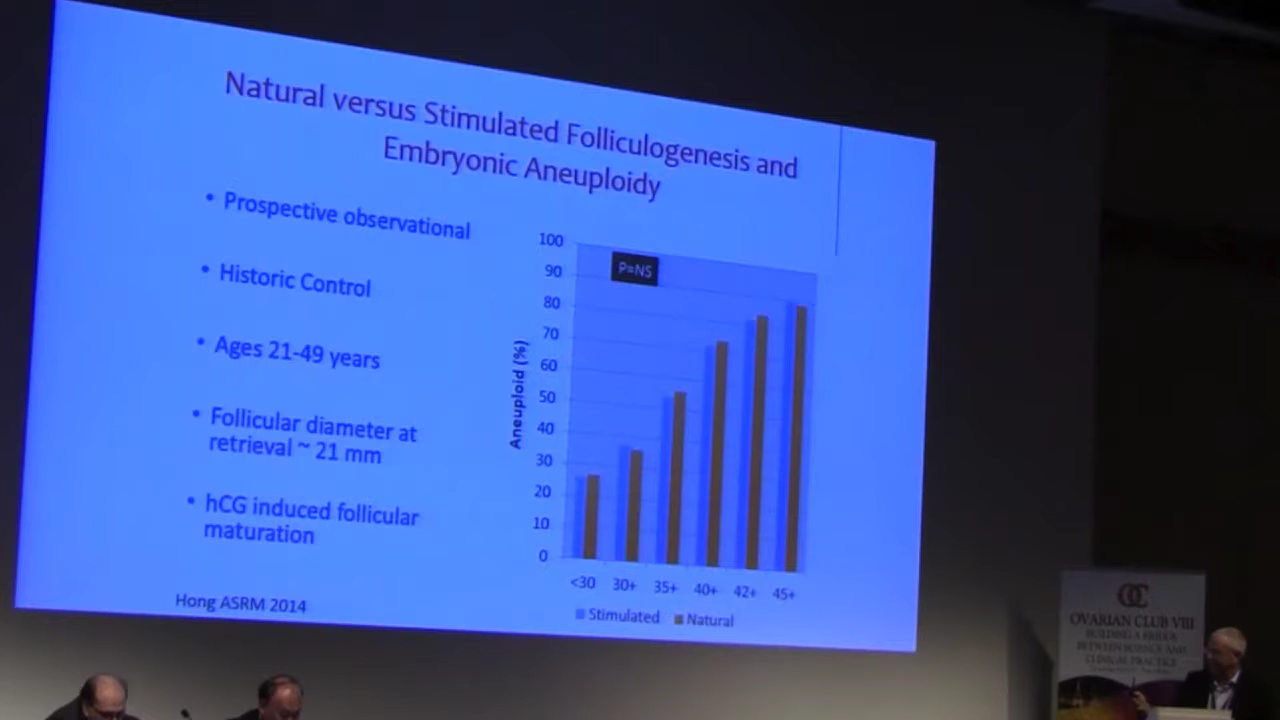 Natural versus Stimulated Folliculogenesis and
Embryonic Aneuploidy
• Prospective observational
• Historic Control
• Ages 21-49 years
• Follicular diameter at
retrieval ~ 21 mm
• hCG induced follicular
maturation
Hong ASRM 2014
P=NS
Aneuploid (%)
100
90
80
70
60
50
40
30
20
10
0
<30 30+ 35+ 40+ 42+ 45+
Stimulated Natural
OC
OVARIAN CLUB VIII
BUILDING A BRIDGE
BETWEEN SCIENCE AND
CLINICAL PRACTICE